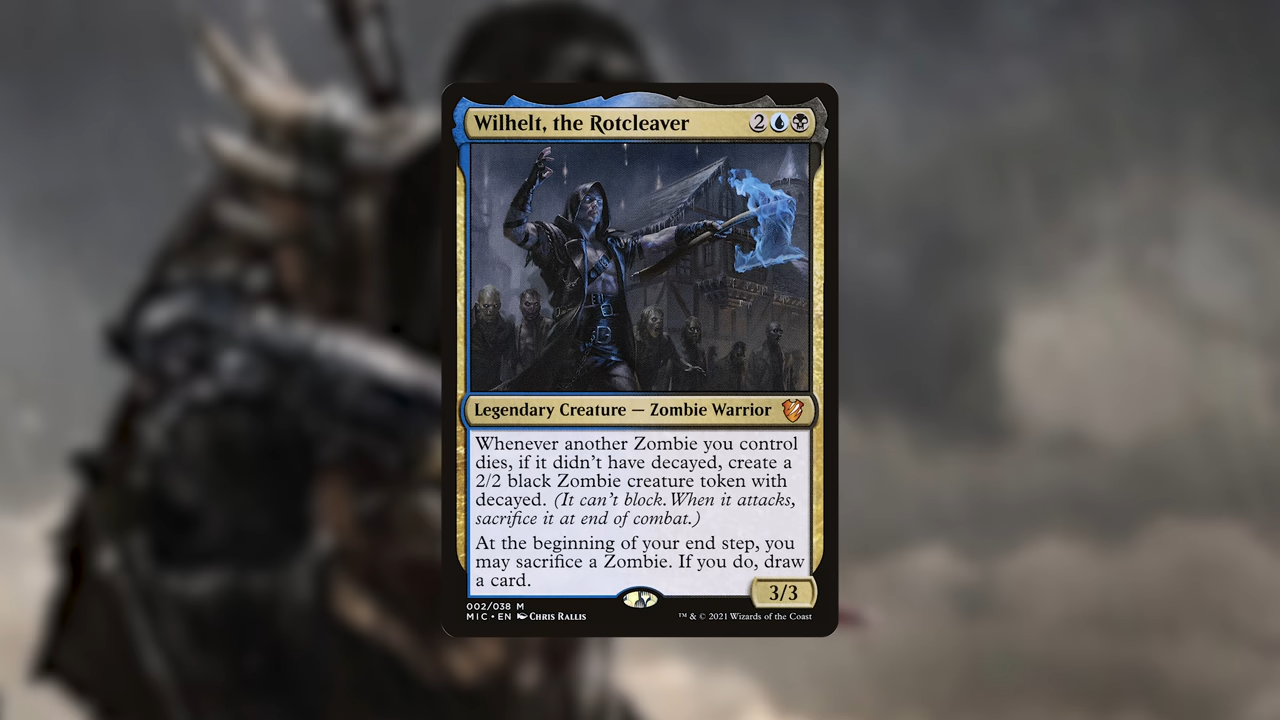 Wilhelt, the Rotcleaver 2
Legendary Creature — Zombie Warrior
Whenever another Zombie you control
dies, if it didn't have decayed, create a
2/2 black Zombie creature token with
decayed. (It can't block. When it attacks,
sacrifice it at end of combat.)
At the beginning of your end step, you
may sacrifice a Zombie. If you do, draw
a card.
3/3
002/038 M
MIC • EN Chris Rallis ™ & © 2021 Wizards of the Coast